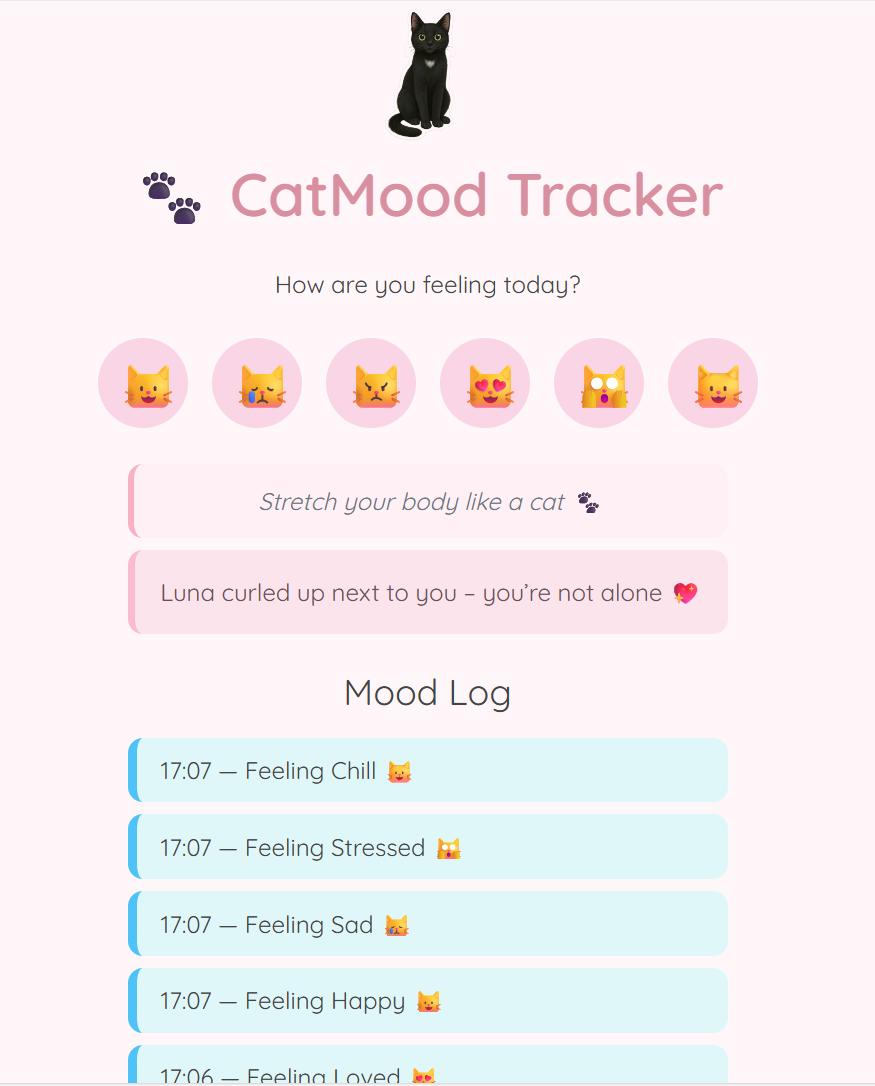 CatMood Tracker
How are you feeling today?
Stretch your body like a cat
Luna curled up next to you – you’re not alone
Mood Log
17:07 — Feeling Chill
17:07 — Feeling Stressed
17:07 — Feeling Sad
17:07 — Feeling Happy
17:06 — Feeling Loved